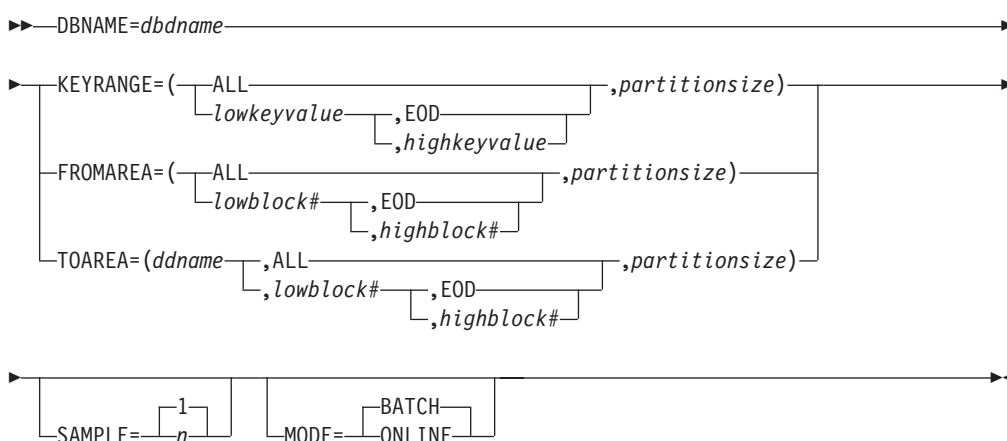 DBNAME=dbdname
KEYRANGE=( ALL ,partitionsize)
lowkeyvalue ,EOD
,highkeyvalue
FROMAREA=( ALL ,partitionsize)
lowblock# ,EOD
,highblock#
TOAREA=(ddname ,ALL ,partitionsize)
,lowblock# ,EOD
,highblock#
1 BATCH
SAMPLE= n MODE= ONLINE